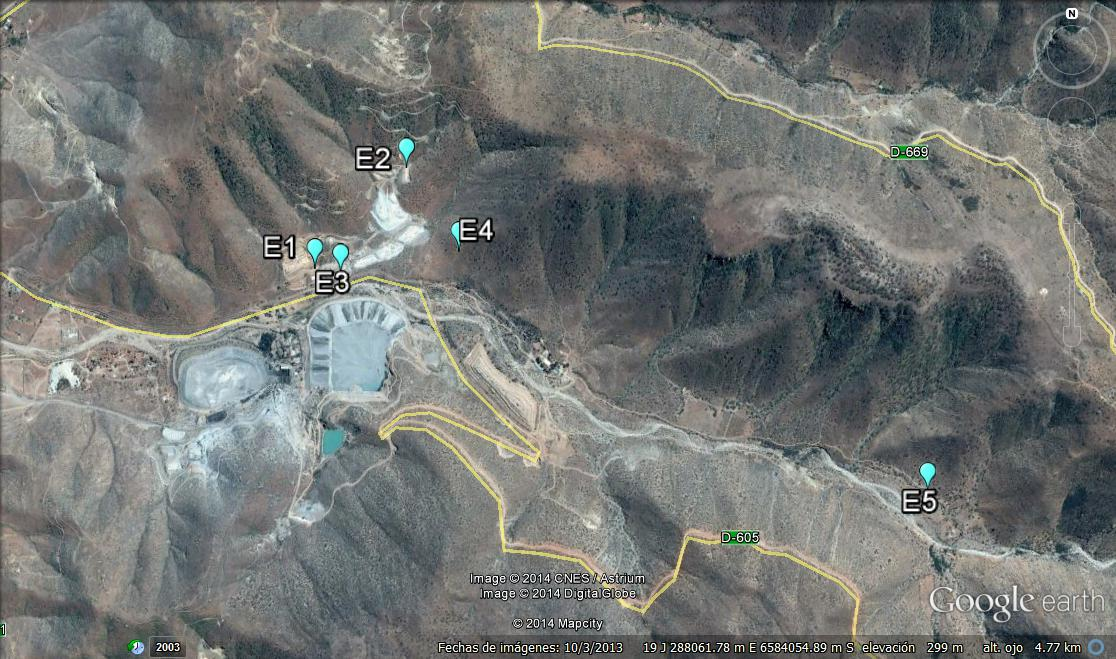 N
E2
D-669
E4
E1
E3
E5
D-605
Image © 2014 CNES / Astrium
Image © 2014 DigitalGlobe
Google earth
© 2014 Mapcity
1
2003
Fechas de imágenes: 10/3/2013 19 J 288061.78 m E 6584054.89 m S elevación 299 m alt. ojo 4.77 km